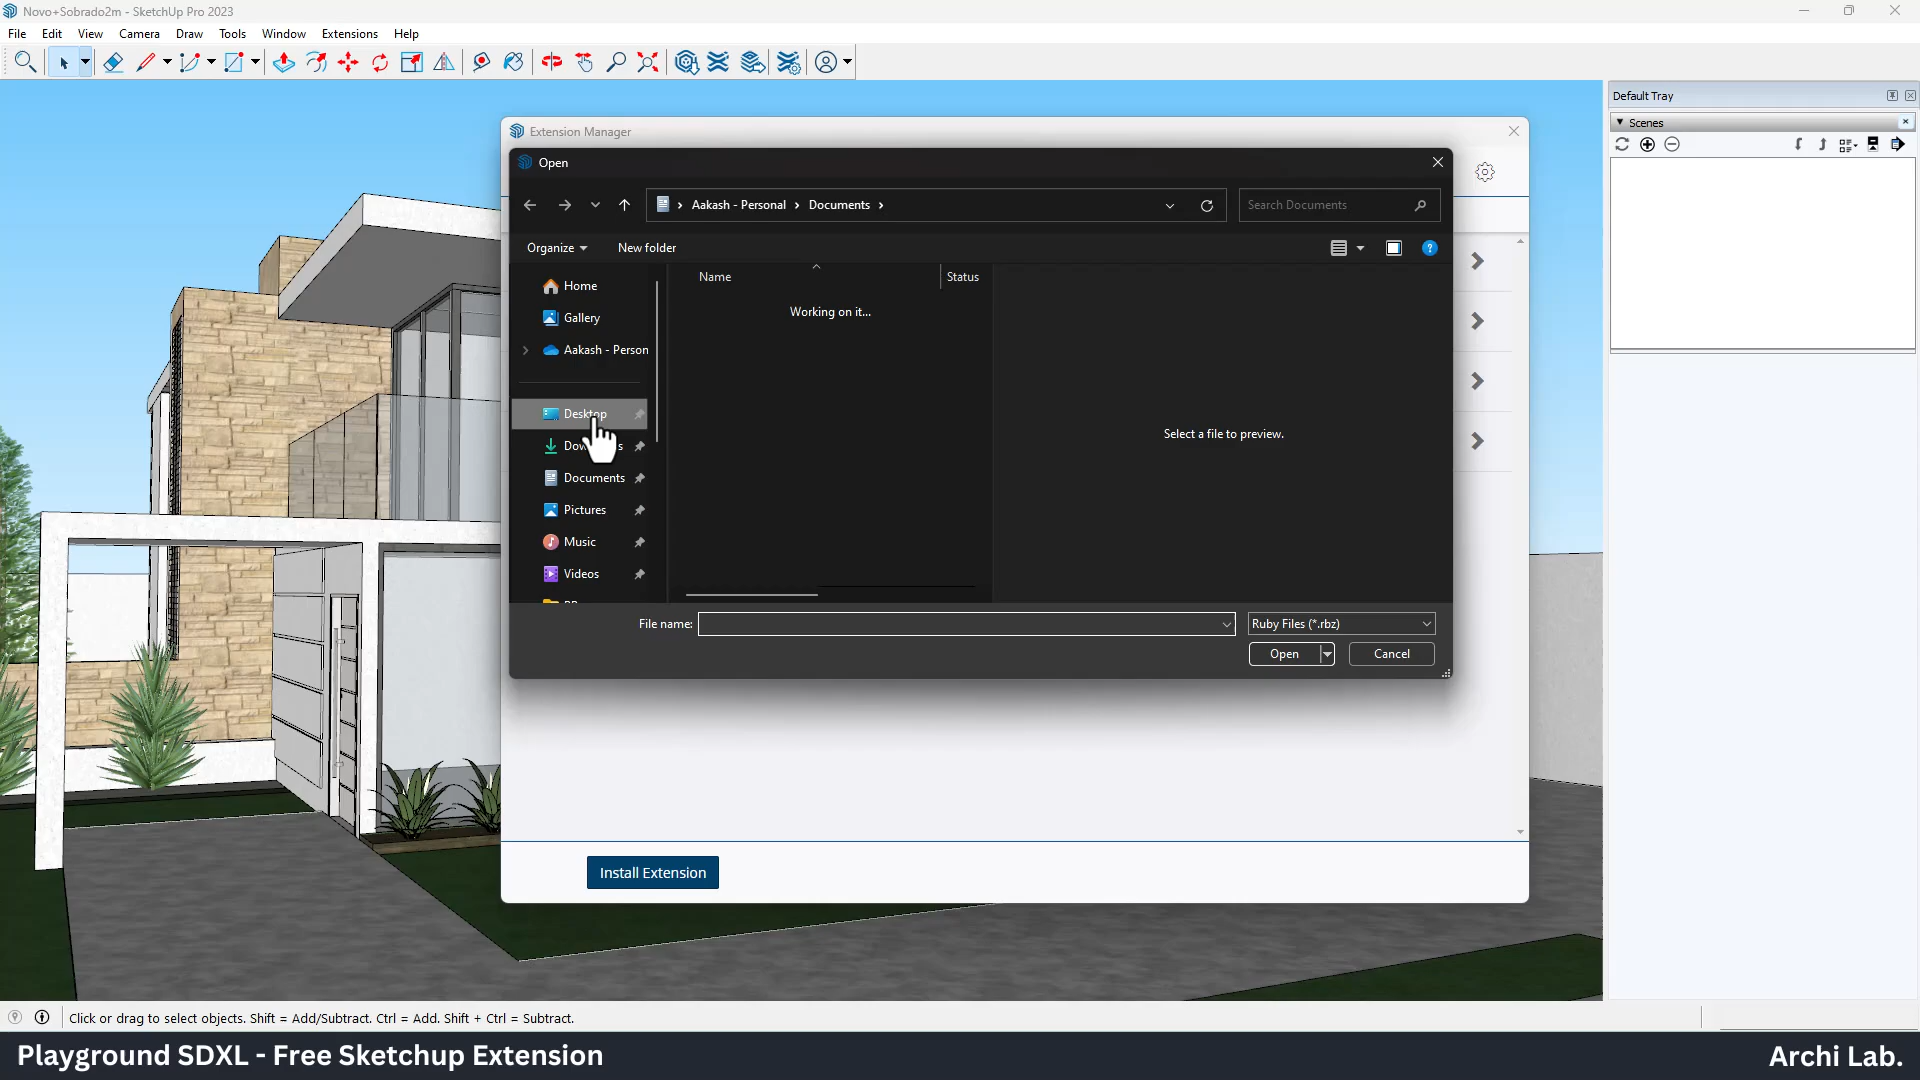 Novo+Sobrado2m - SketchUp Pro 2023
File Edit View Camera Draw Tools Window Extensions Help
Default Tray
Scenes
Extension Manager
Open
Aakash - Personal > Documents >
Search Documents
Organize New folder
Name Status
Working on it...
Home
Gallery
Aakash - Person
Desktop
Documents
Pictures
Music
Videos
Select a file to preview.
File name:
Ruby Files (*.rbz)
Open Cancel
Install Extension
Click or drag to select objects. Shift = Add/Subtract. Ctrl = Add. Shift + Ctrl = Subtract.
Playground SDXL - Free Sketchup Extension
Archi Lab.